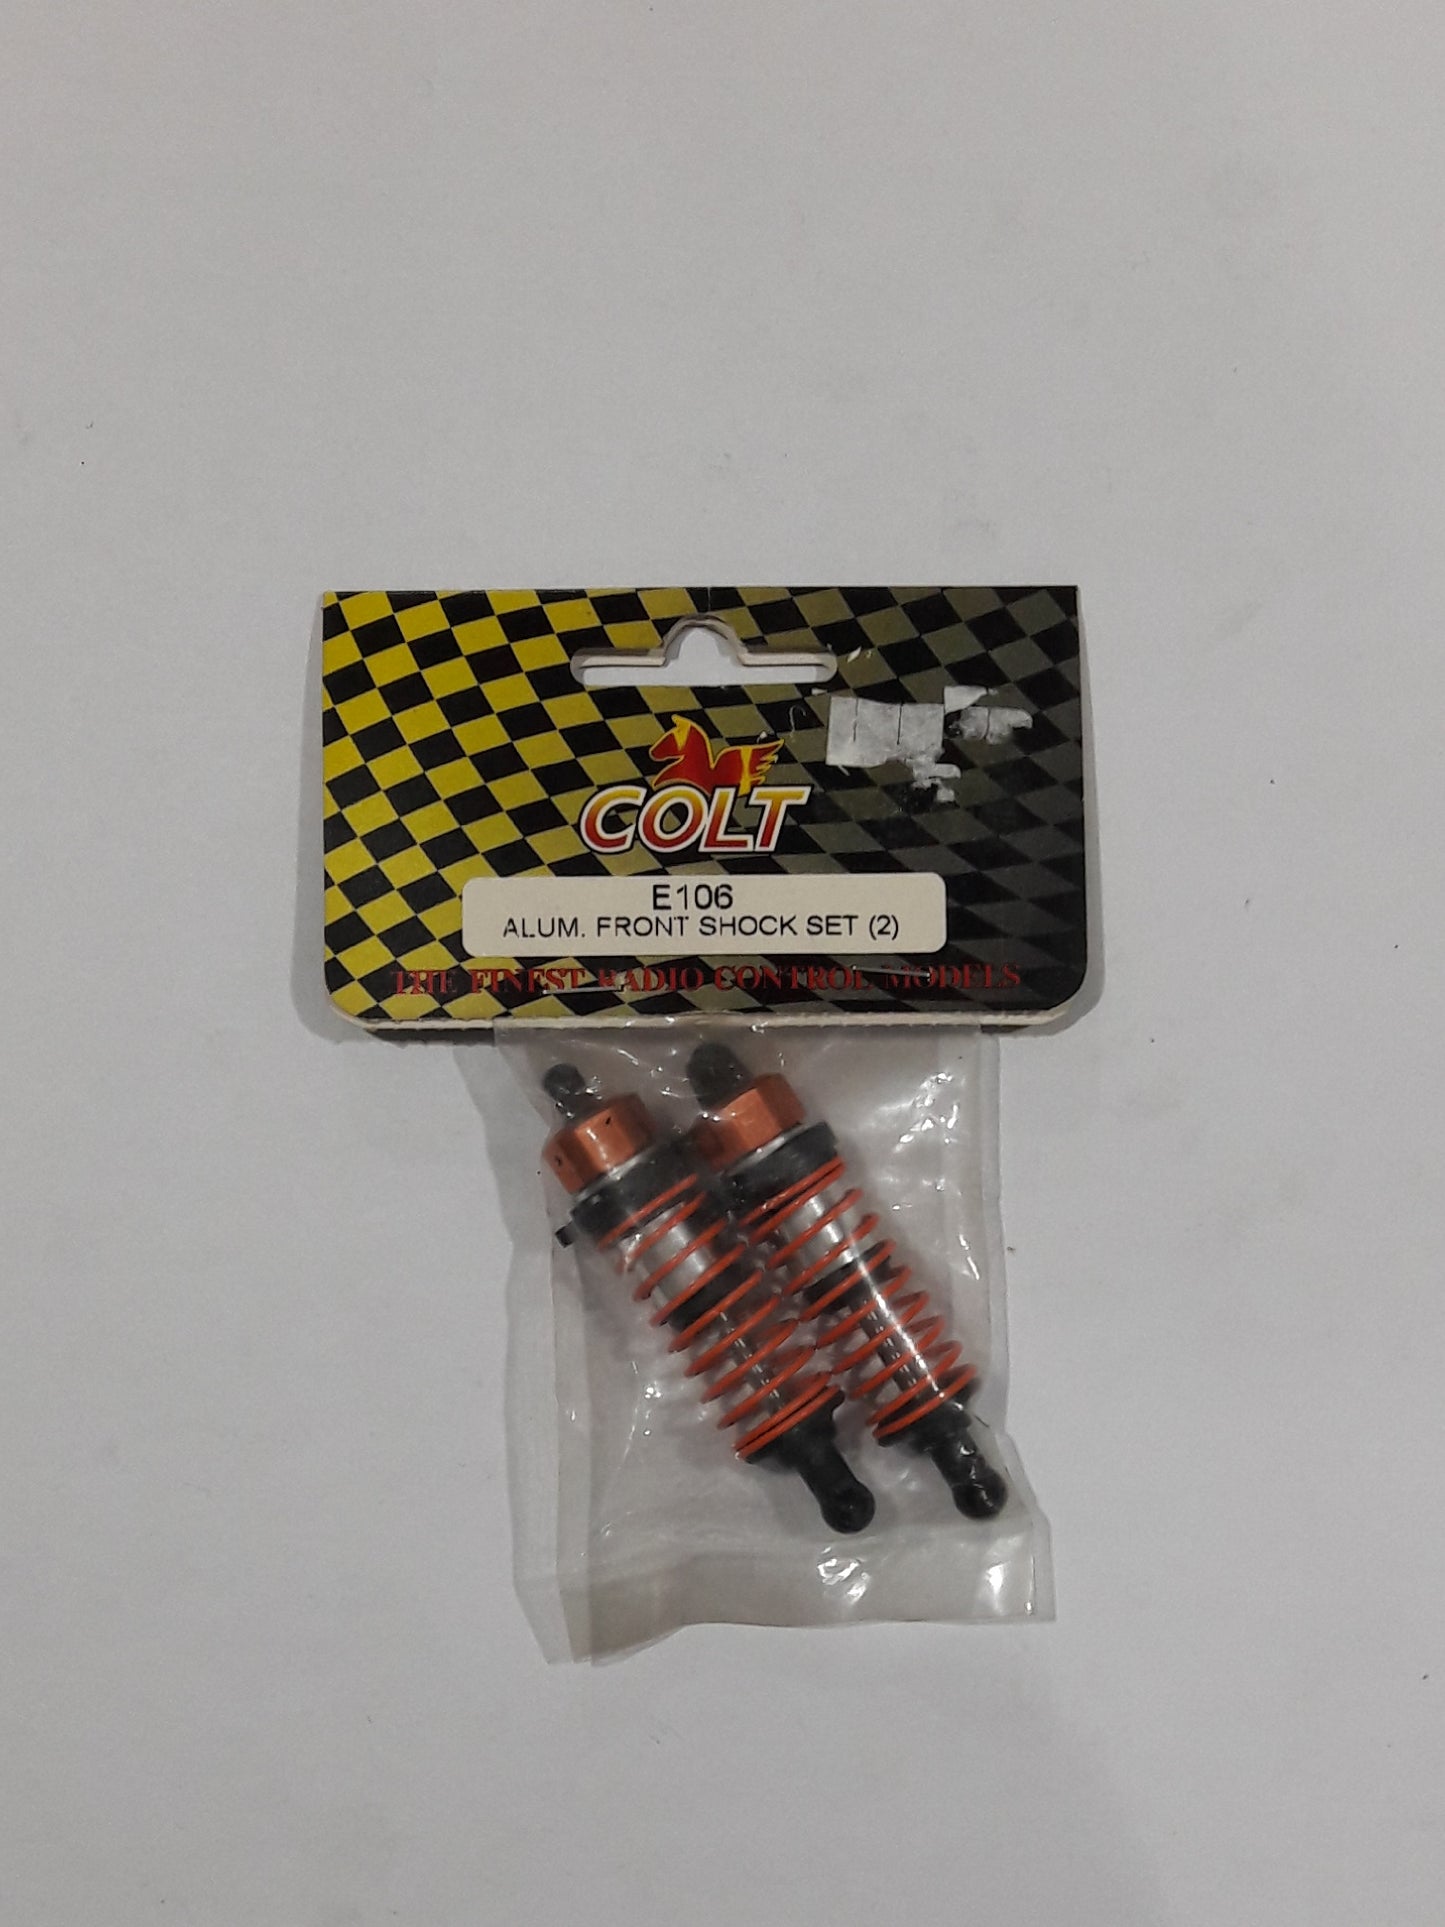 COLT
E106
ALUM. FRONT SHOCK SET (2)
THE FINEST RADIO CONTROL MODELS